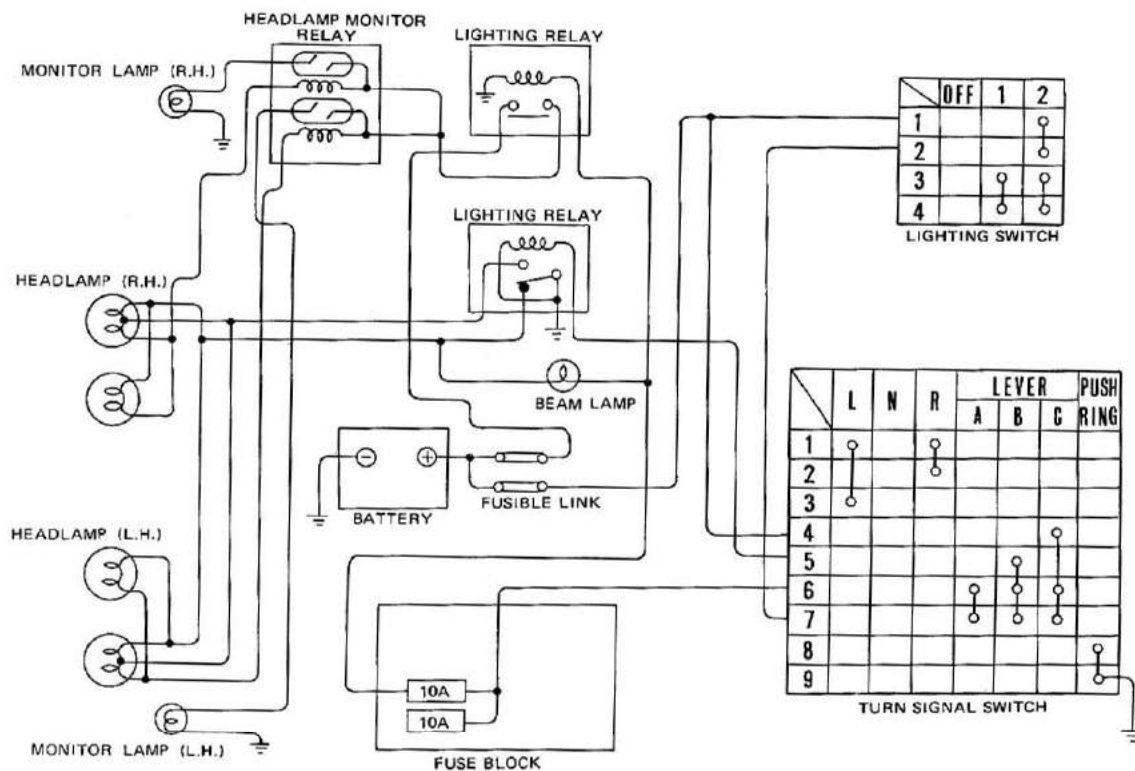 HEADLAMP MONITOR
RELAY
LIGHTING RELAY
MONITOR LAMP (R.H.)
OFF 1 2
1
2
3
4
LIGHTING SWITCH
LIGHTING RELAY
HEADLAMP (R.H.)
BEAM LAMP
L N R LEVER PUSH
A B C RING
1
2
3
4
5
6
7
8
9
TURN SIGNAL SWITCH
− +
FUSIBLE LINK
BATTERY
HEADLAMP (L.H.)
10A
10A
MONITOR LAMP (L.H.)
FUSE BLOCK